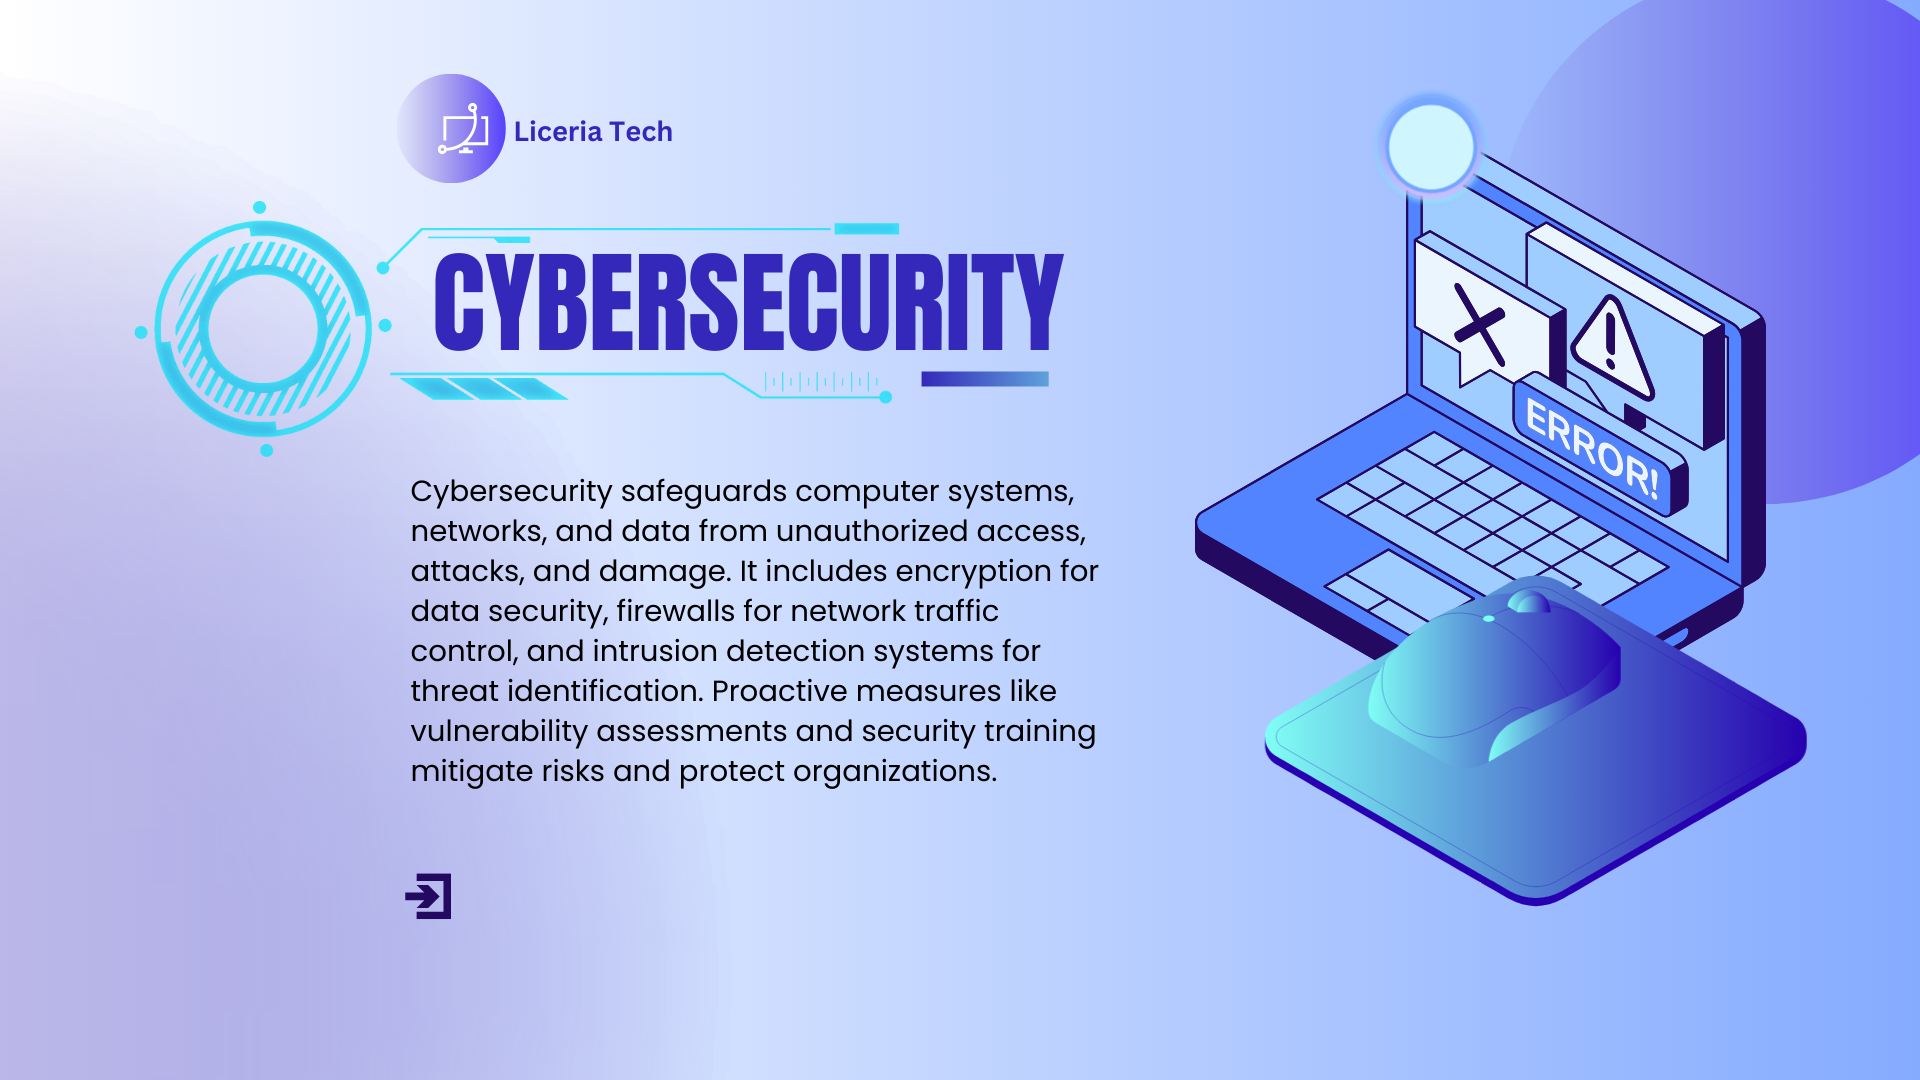 Liceria Tech
CYBERSECURITY
Cybersecurity safeguards computer systems,
networks, and data from unauthorized access,
attacks, and damage. It includes encryption for
data security, firewalls for network traffic
control, and intrusion detection systems for
threat identification. Proactive measures like
vulnerability assessments and security training
mitigate risks and protect organizations.
ERROR!